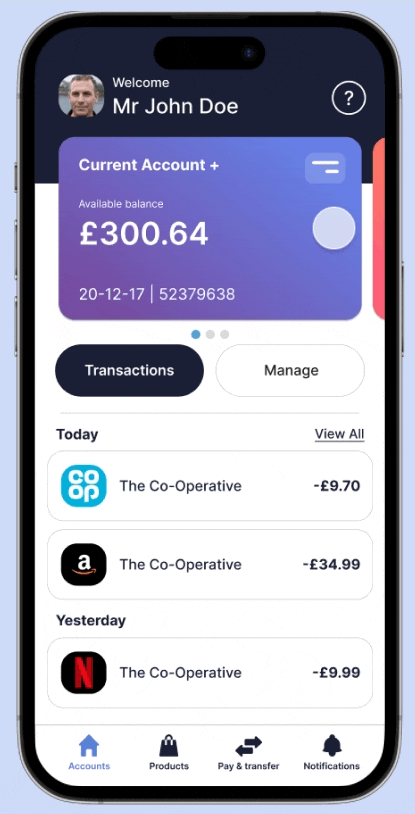 Welcome
Mr John Doe
?
Current Account +
Available balance
£300.64
20-12-17 | 52379638
Transactions
Manage
Today
View All
co
op
The Co-Operative
-£9.70
a
The Co-Operative
-£34.99
Yesterday
N
The Co-Operative
-£9.99
Accounts
Products
Pay & transfer
Notifications